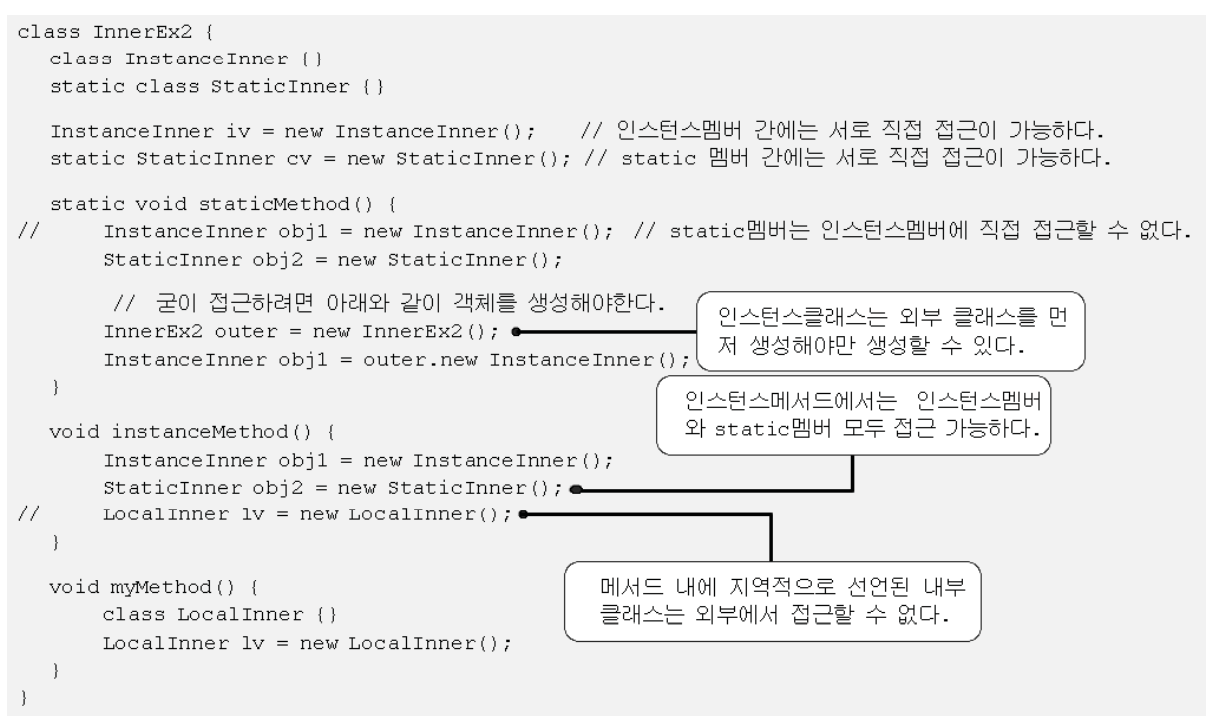 class InnerEx2 {
class InstanceInner {}
static class StaticInner {}
InstanceInner iv = new InstanceInner(); // 인스턴스멤버 간에는 서로 직접 접근이 가능하다.
static StaticInner cv = new StaticInner(); // static 멤버 간에는 서로 직접 접근이 가능하다.
static void staticMethod() {
// InstanceInner obj1 = new InstanceInner(); // static멤버는 인스턴스멤버에 직접 접근할 수 없다.
StaticInner obj2 = new StaticInner();
// 굳이 접근하려면 아래와 같이 객체를 생성해야한다.
InnerEx2 outer = new InnerEx2();
InstanceInner obj1 = outer.new InstanceInner();
인스턴스클래스는 외부 클래스를 먼
저 생성해야만 생성할 수 있다.
}
인스턴스메서드에서는 인스턴스멤버
와 static멤버 모두 접근 가능하다.
void instanceMethod() {
InstanceInner obj1 = new InstanceInner();
StaticInner obj2 = new StaticInner();
// LocalInner lv = new LocalInner();
}
메서드 내에 지역적으로 선언된 내부
클래스는 외부에서 접근할 수 없다.
void myMethod() {
class LocalInner {}
LocalInner lv = new LocalInner();
}
}